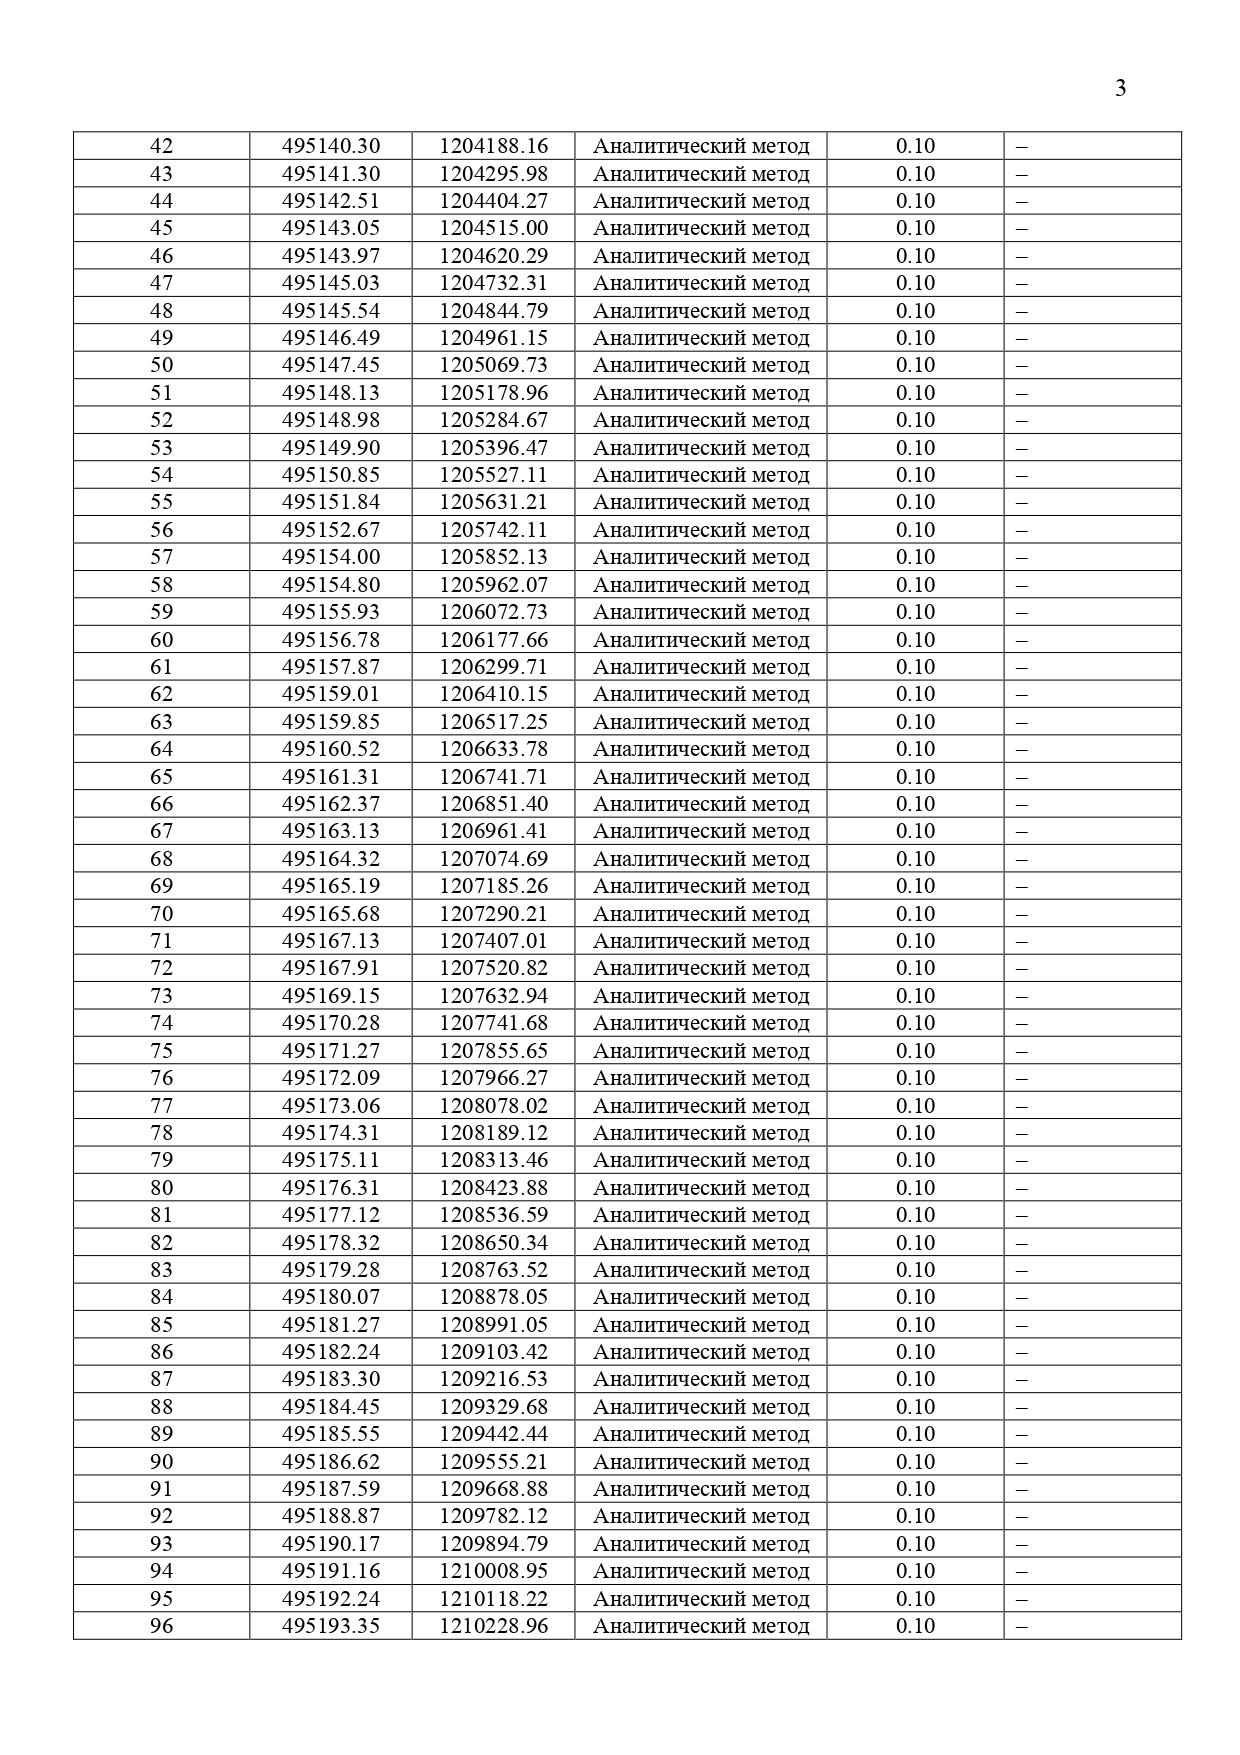 3
42 495140.30 1204188.16 Аналитический метод 0.10 –
43 495141.30 1204295.98 Аналитический метод 0.10 –
44 495142.51 1204404.27 Аналитический метод 0.10 –
45 495143.05 1204515.00 Аналитический метод 0.10 –
46 495143.97 1204620.29 Аналитический метод 0.10 –
47 495145.03 1204732.31 Аналитический метод 0.10 –
48 495145.54 1204844.79 Аналитический метод 0.10 –
49 495146.49 1204961.15 Аналитический метод 0.10 –
50 495147.45 1205069.73 Аналитический метод 0.10 –
51 495148.13 1205178.96 Аналитический метод 0.10 –
52 495148.98 1205284.67 Аналитический метод 0.10 –
53 495149.90 1205396.47 Аналитический метод 0.10 –
54 495150.85 1205527.11 Аналитический метод 0.10 –
55 495151.84 1205631.21 Аналитический метод 0.10 –
56 495152.67 1205742.11 Аналитический метод 0.10 –
57 495154.00 1205852.13 Аналитический метод 0.10 –
58 495154.80 1205962.07 Аналитический метод 0.10 –
59 495155.93 1206072.73 Аналитический метод 0.10 –
60 495156.78 1206177.66 Аналитический метод 0.10 –
61 495157.87 1206299.71 Аналитический метод 0.10 –
62 495159.01 1206410.15 Аналитический метод 0.10 –
63 495159.85 1206517.25 Аналитический метод 0.10 –
64 495160.52 1206633.78 Аналитический метод 0.10 –
65 495161.31 1206741.71 Аналитический метод 0.10 –
66 495162.37 1206851.40 Аналитический метод 0.10 –
67 495163.13 1206961.41 Аналитический метод 0.10 –
68 495164.32 1207074.69 Аналитический метод 0.10 –
69 495165.19 1207185.26 Аналитический метод 0.10 –
70 495165.68 1207290.21 Аналитический метод 0.10 –
71 495167.13 1207407.01 Аналитический метод 0.10 –
72 495167.91 1207520.82 Аналитический метод 0.10 –
73 495169.15 1207632.94 Аналитический метод 0.10 –
74 495170.28 1207741.68 Аналитический метод 0.10 –
75 495171.27 1207855.65 Аналитический метод 0.10 –
76 495172.09 1207966.27 Аналитический метод 0.10 –
77 495173.06 1208078.02 Аналитический метод 0.10 –
78 495174.31 1208189.12 Аналитический метод 0.10 –
79 495175.11 1208313.46 Аналитический метод 0.10 –
80 495176.31 1208423.88 Аналитический метод 0.10 –
81 495177.12 1208536.59 Аналитический метод 0.10 –
82 495178.32 1208650.34 Аналитический метод 0.10 –
83 495179.28 1208763.52 Аналитический метод 0.10 –
84 495180.07 1208878.05 Аналитический метод 0.10 –
85 495181.27 1208991.05 Аналитический метод 0.10 –
86 495182.24 1209103.42 Аналитический метод 0.10 –
87 495183.30 1209216.53 Аналитический метод 0.10 –
88 495184.45 1209329.68 Аналитический метод 0.10 –
89 495185.55 1209442.44 Аналитический метод 0.10 –
90 495186.62 1209555.21 Аналитический метод 0.10 –
91 495187.59 1209668.88 Аналитический метод 0.10 –
92 495188.87 1209782.12 Аналитический метод 0.10 –
93 495190.17 1209894.79 Аналитический метод 0.10 –
94 495191.16 1210008.95 Аналитический метод 0.10 –
95 495192.24 1210118.22 Аналитический метод 0.10 –
96 495193.35 1210228.96 Аналитический метод 0.10 –